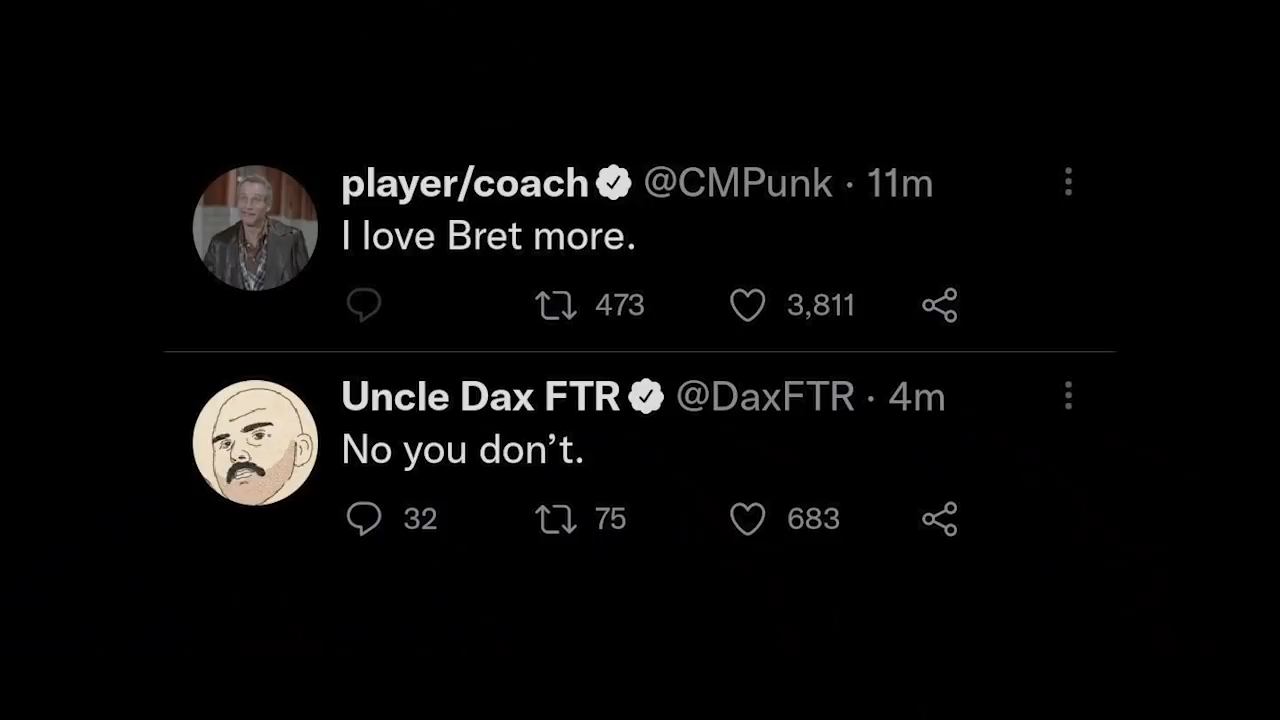 player/coach @CMPunk · 11m
I love Bret more.
473 3,811
Uncle Dax FTR @DaxFTR · 4m
No you don’t.
32 75 683